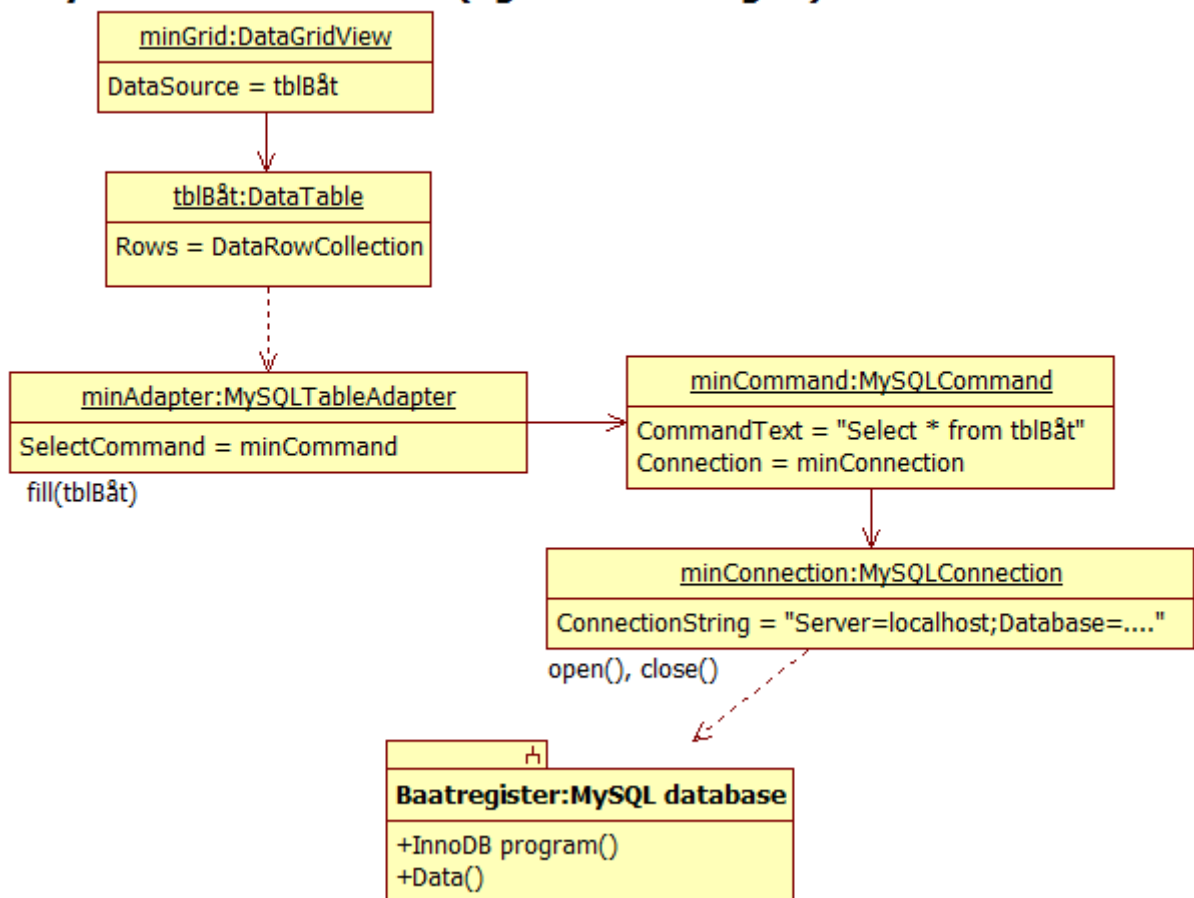 minGrid:DataGridView
DataSource = tblBåt
tblBåt:DataTable
Rows = DataRowCollection
minAdapter:MySQLTableAdapter
SelectCommand = minCommand
fill(tblBåt)
minCommand:MySQLCommand
CommandText = "Select * from tblBåt"
Connection = minConnection
minConnection:MySQLConnection
ConnectionString = "Server=localhost;Database=...."
open(), close()
Baatregister:MySQL database
+InnoDB program()
+Data()